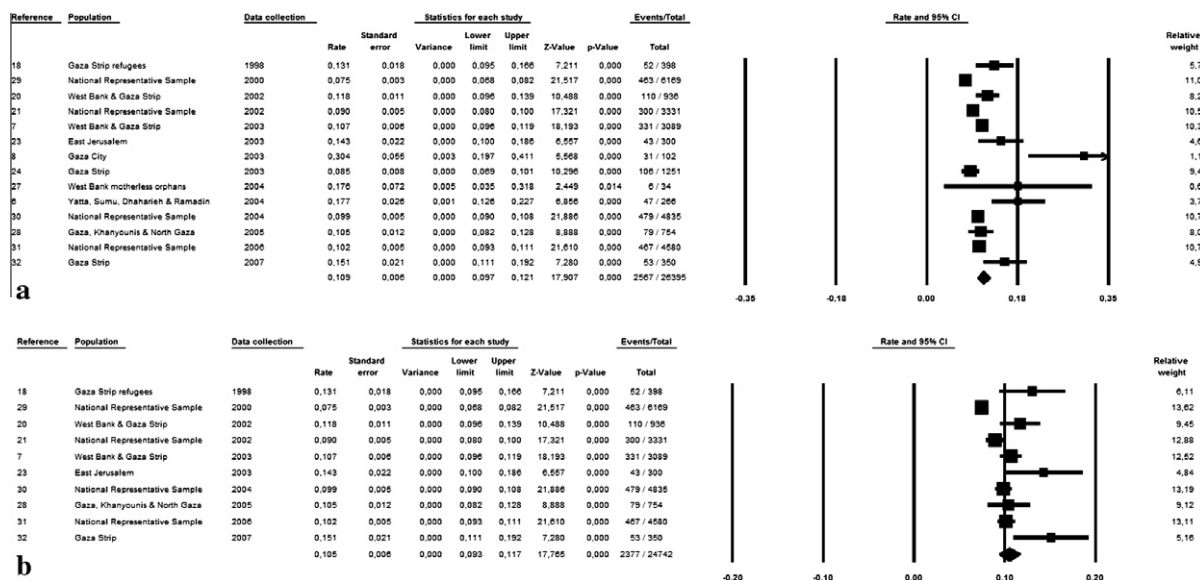 Reference Population Data collection Statistics for each study Events/Total Rate and 95% CI
Rate Standard error Variance Lower limit Upper limit Z-Value p-Value Total Relative weight
18 Gaza Strip refugees 1998 0,131 0,018 0,000 0,095 0,166 7,211 0,000 52 / 398 5,7
29 National Representative Sample 2000 0,075 0,003 0,000 0,068 0,082 21,517 0,000 463 / 6169 11,0
20 West Bank & Gaza Strip 2002 0,118 0,011 0,000 0,096 0,139 10,488 0,000 110 / 936 8,2
21 National Representative Sample 2002 0,090 0,005 0,000 0,080 0,100 17,321 0,000 300 / 3331 10,5
7 West Bank & Gaza Strip 2003 0,107 0,006 0,000 0,096 0,119 18,193 0,000 331 / 3089 10,3
23 East Jerusalem 2003 0,143 0,022 0,000 0,100 0,186 6,557 0,000 43 / 300 4,6
8 Gaza City 2003 0,304 0,055 0,003 0,197 0,411 5,568 0,000 31 / 102 1,1
24 Gaza Strip 2003 0,085 0,008 0,000 0,069 0,101 10,296 0,000 106 / 1251 9,4
27 West Bank motherless orphans 2004 0,176 0,072 0,005 0,035 0,318 2,449 0,014 6 / 34 0,6
6 Yatta, Sumu, Dhaharieh & Ramadin 2004 0,177 0,026 0,001 0,126 0,227 6,856 0,000 47 / 266 3,7
30 National Representative Sample 2004 0,099 0,005 0,000 0,090 0,108 21,886 0,000 479 / 4835 10,7
28 Gaza, Khanyounis & North Gaza 2005 0,105 0,012 0,000 0,082 0,128 8,888 0,000 79 / 754 8,0
31 National Representative Sample 2006 0,102 0,005 0,000 0,093 0,111 21,610 0,000 467 / 4580 10,7
32 Gaza Strip 2007 0,151 0,021 0,000 0,111 0,192 7,280 0,000 53 / 350 4,9
0,109 0,006 0,097 0,121 17,907 0,000 2567 / 26395
a -0.35 -0.18 0.00 0.18 0.35
Reference Population Data collection Statistics for each study Events/Total Rate and 95% CI
Rate Standard error Variance Lower limit Upper limit Z-Value p-Value Total Relative weight
18 Gaza Strip refugees 1998 0,131 0,018 0,000 0,095 0,166 7,211 0,000 52 / 398 6,11
29 National Representative Sample 2000 0,075 0,003 0,000 0,068 0,082 21,517 0,000 463 / 6169 13,62
20 West Bank & Gaza Strip 2002 0,118 0,011 0,000 0,096 0,139 10,488 0,000 110 / 936 9,45
21 National Representative Sample 2002 0,090 0,005 0,000 0,080 0,100 17,321 0,000 300 / 3331 12,88
7 West Bank & Gaza Strip 2003 0,107 0,006 0,000 0,096 0,119 18,193 0,000 331 / 3089 12,52
23 East Jerusalem 2003 0,143 0,022 0,000 0,100 0,186 6,557 0,000 43 / 300 4,84
30 National Representative Sample 2004 0,099 0,005 0,000 0,090 0,108 21,886 0,000 479 / 4835 13,19
28 Gaza, Khanyounis & North Gaza 2005 0,105 0,012 0,000 0,082 0,128 8,888 0,000 79 / 754 9,12
31 National Representative Sample 2006 0,102 0,005 0,000 0,093 0,111 21,610 0,000 467 / 4580 13,11
32 Gaza Strip 2007 0,151 0,021 0,000 0,111 0,192 7,280 0,000 53 / 350 5,16
0,105 0,006 0,000 0,093 0,117 17,765 0,000 2377 / 24742
b -0.20 -0.10 0.00 0.10 0.20